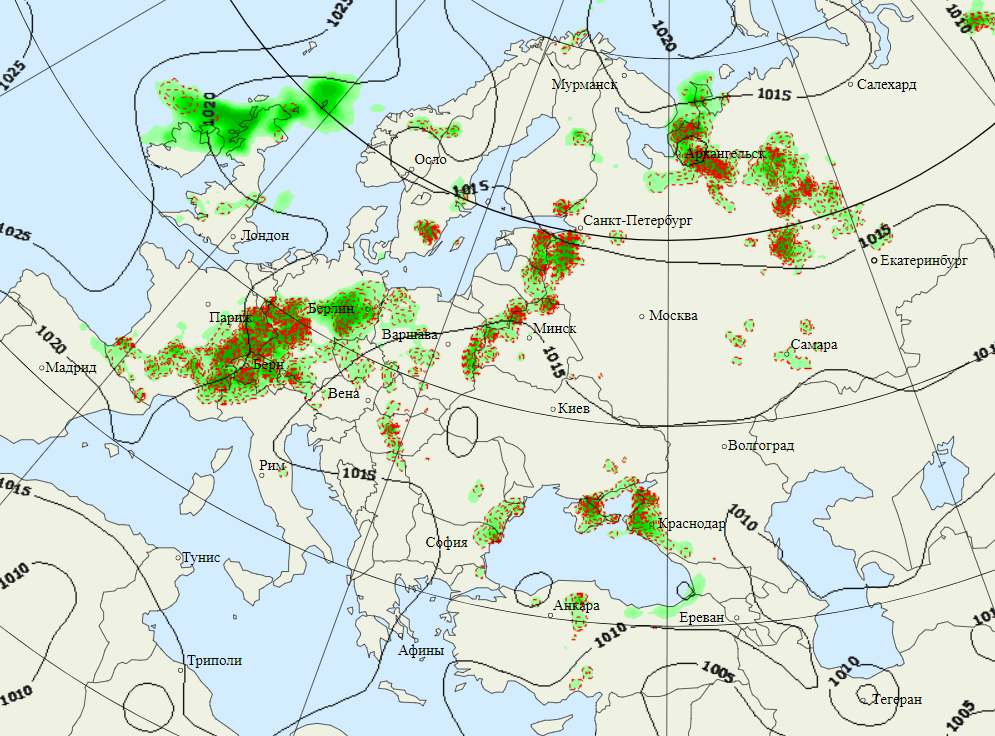 1025
1010
1020
1025
Мурманск
Салехард
1015
1020
Архангельск
Осло
1015
Санкт-Петербург
1025
Лондон
1015
Екатеринбург
Париж
Берлин
Москва
Варшава
Минск
1020
Самара
1015
Мадрид
Берн
Вена
Киев
Волгоград
Рим
1015
1015
1010
Краснодар
София
Тунис
1010
Анкара
Ереван
1010
Афины
Триполи
1005
1010
1010
Тегеран
1005